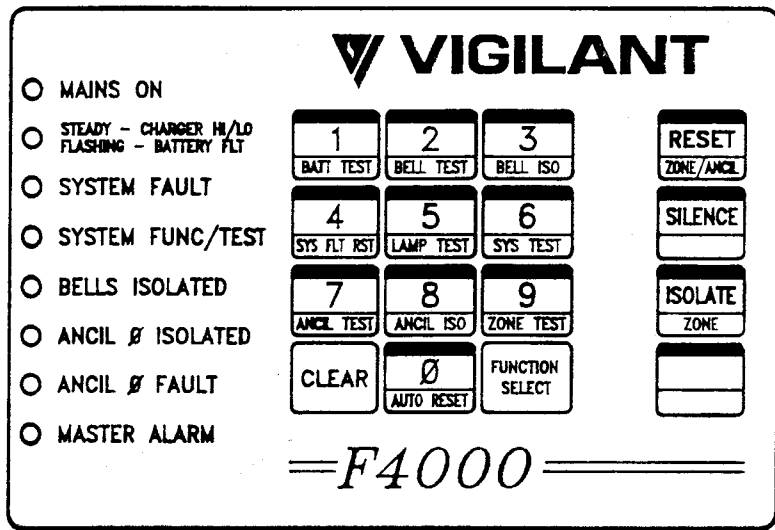 VIGILANT
MAINS ON
STEADY - CHARGER HI/LO
FLASHING - BATTERY FLT
SYSTEM FAULT
SYSTEM FUNC/TEST
BELLS ISOLATED
ANCIL Ø ISOLATED
ANCIL Ø FAULT
MASTER ALARM
1
BATT TEST
2
BELL TEST
3
BELL ISO
RESET
ZONE/ANCIL
4
SYS FLT RST
5
LAMP TEST
6
SYS TEST
SILENCE
7
ANCIL TEST
8
ANCIL ISO
9
ZONE TEST
ISOLATE
ZONE
CLEAR
Ø
AUTO RESET
FUNCTION
SELECT
F4000